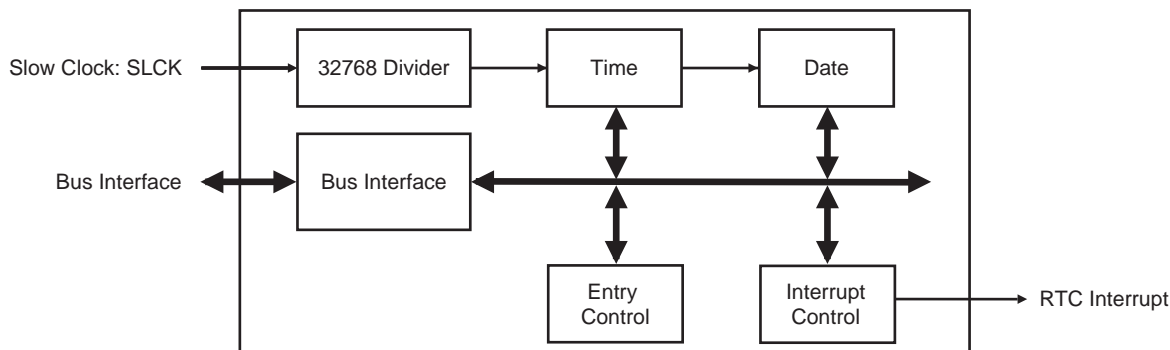 Slow Clock: SLCK
32768 Divider
Time
Date
Bus Interface
Bus Interface
Entry
Control
Interrupt
Control
RTC Interrupt